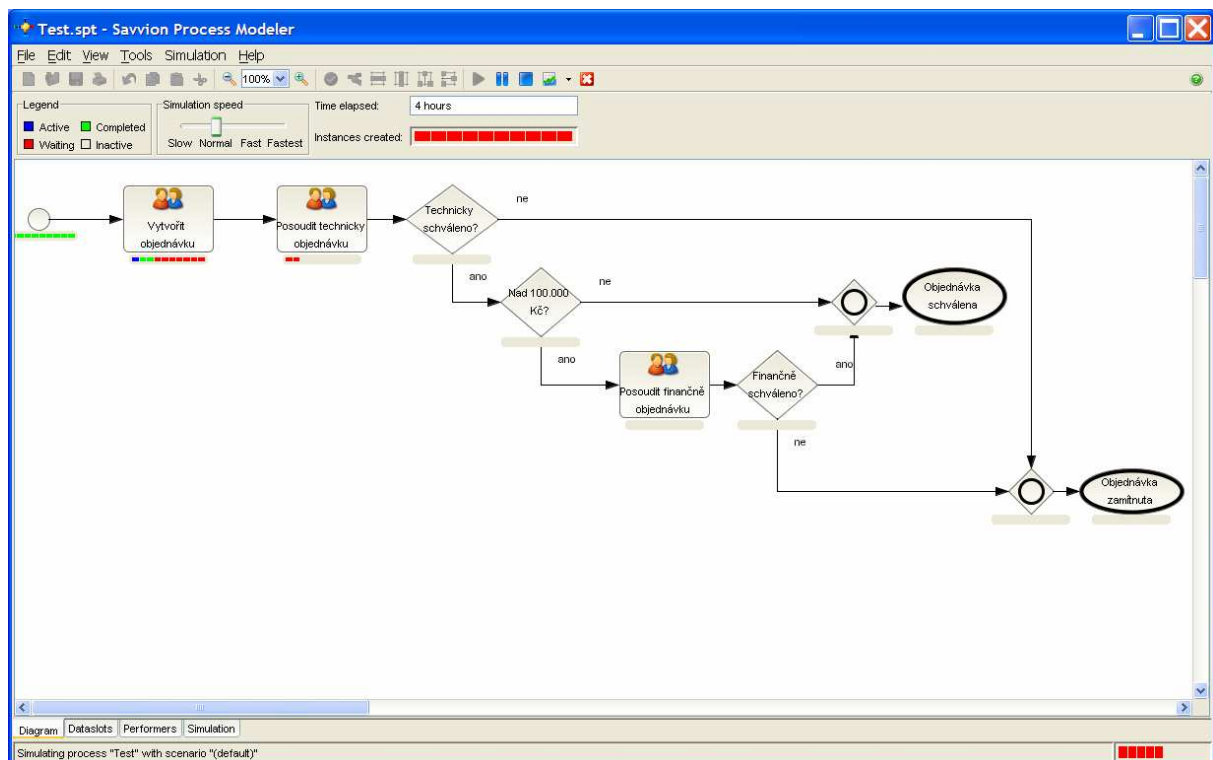 Test.spt - Savvion Process Modeler
File Edit View Tools Simulation Help
100%
Legend
Active Completed
Waiting Inactive
Simulation speed
Slow Normal Fast Fastest
Time elapsed: 4 hours
Instances created:
Vytvořit
objednávku
Posoudit technicky
objednávku
Technicky
schváleno?
ne
ano
Nad 100.000
Kč?
ne
Objednávka
schválena
ano
Posoudit finančně
objednávku
Finančně
schváleno?
ano
ne
Objednávka
zamítnuta
Diagram Dataslots Performers Simulation
Simulating process "Test" with scenario "(default)"